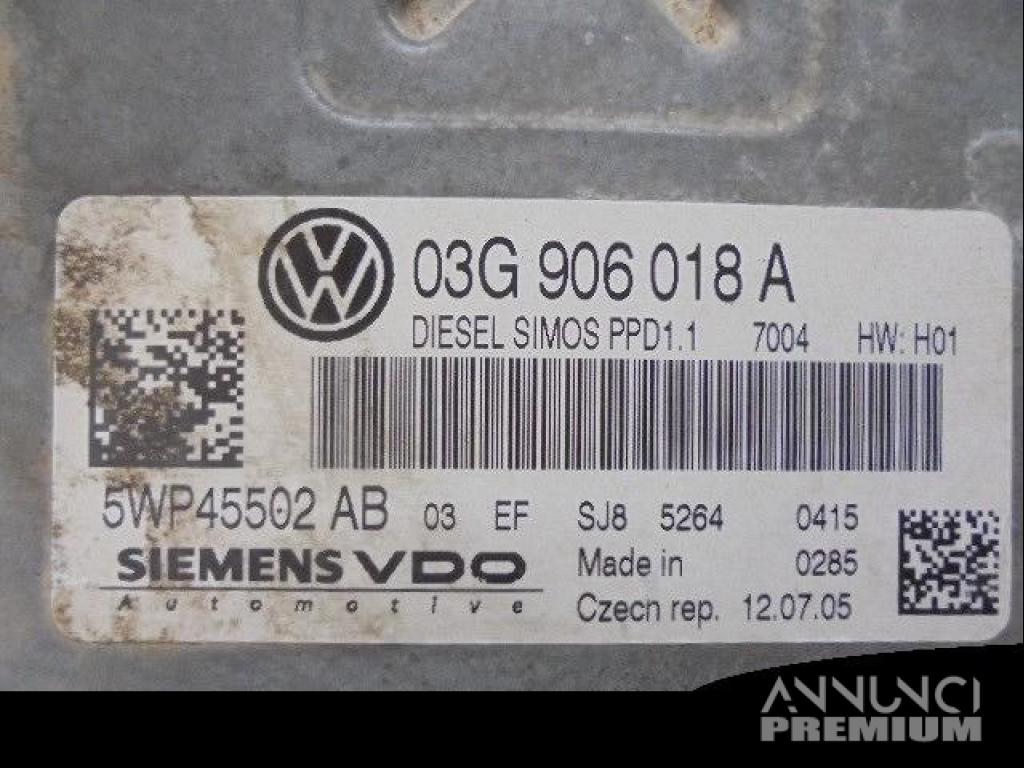 03G 906 018 A
DIESEL SIMOS PPD1.1 7004 HW: H01
5WP45502 AB 03 EF SJ8 5264 0415
SIEMENS VDO Made in 0285
Automotive Czech rep. 12.07.05
ANNUNCI
PREMIUM